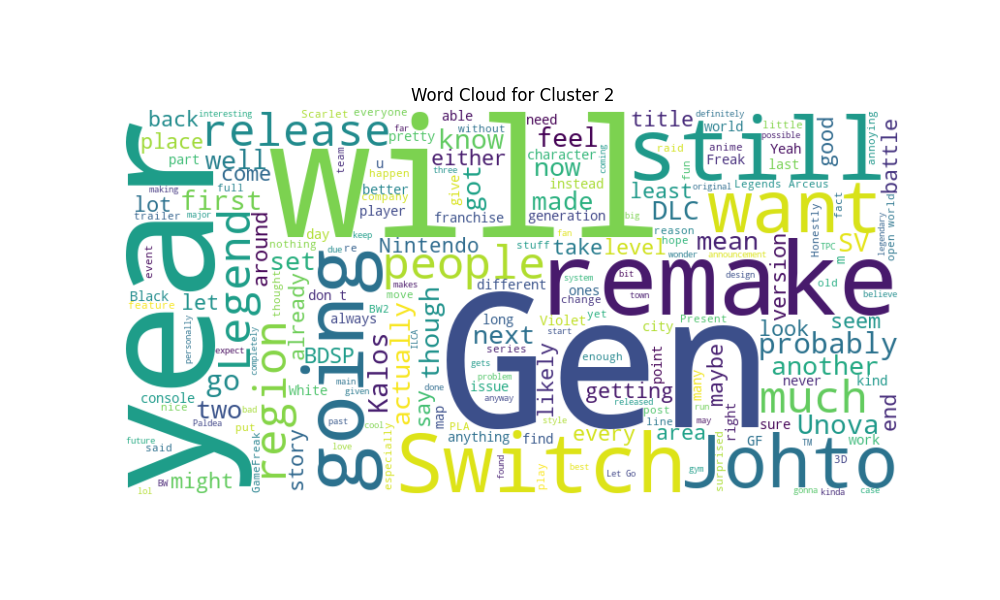 Word Cloud for Cluster 2
year
will
Gen
remake
still
Switch
Johto
going
want
people
release
region
Legend
much
probably
Unova
another
Kalos
actually
first
know
feel
back
interesting
Scarlet
everyone
place
part
well
come
lot
trailer
making
full
major
far
pretty
able
need
without
either
three
team
u
happen
company
better
player
day
keep
nothing
set
due
re
around
event
Black
feature
let
personally
expect
go
console
nice
two
Paldea
put
bad
future
said
BW
lol
might
GameFreak
completely
thought
already
story
don t
always
BW2
move
BDSP
White
main
given
past
cool
love
especially
ILCA
makes
Nintendo
franchise
give
got
character
now
instead
made
generation
coming
fan
big
stuff
take
level
different
say
though
map
done
PLA
long
next
series
gets
issue
problem
anyway
start
likely
Violet
yet
enough
ones
change
system
bit
town
city
getting
point
released
post
anything
find
found
style
every
play
best
Let Go
line
area
many
run
may
maybe
right
gym
surprised
sure
GF
TM
3D
work
gonna
kinda
case
end
never
kind
look
seem
Present
version
design
announcement
wonder
hope
reason
mean
least
DLC
title
definitely
world
little
possible
raid
fun
anime
Freak
Yeah
last
original
Legends Arceus
good
annoying
battle
fact
Honestly
legendary
open world
SV
m
TPC
old
believe